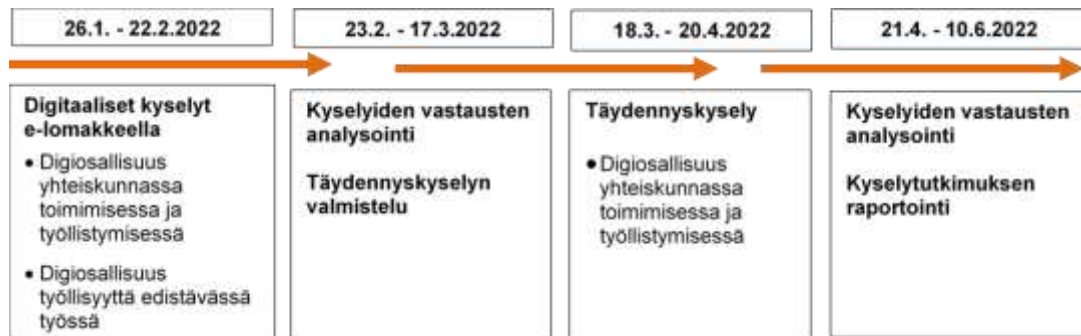 26.1. - 22.2.2022
23.2. - 17.3.2022
18.3. - 20.4.2022
21.4. - 10.6.2022
Digitaaliset kyselyt
e-lomakkeella
• Digiosallisuus
yhteiskunnassa
toimimisessa ja
työllistymisessä
• Digiosallisuus
työllisyyttä edistävässä
työssä
Kyselyiden vastausten
analysointi
Täydennyskyselyn
valmistelu
Täydennyskysely
• Digiosallisuus
yhteiskunnassa
toimimisessa ja
työllistymisessä
Kyselyiden vastausten
analysointi
Kyselytutkimuksen
raportointi